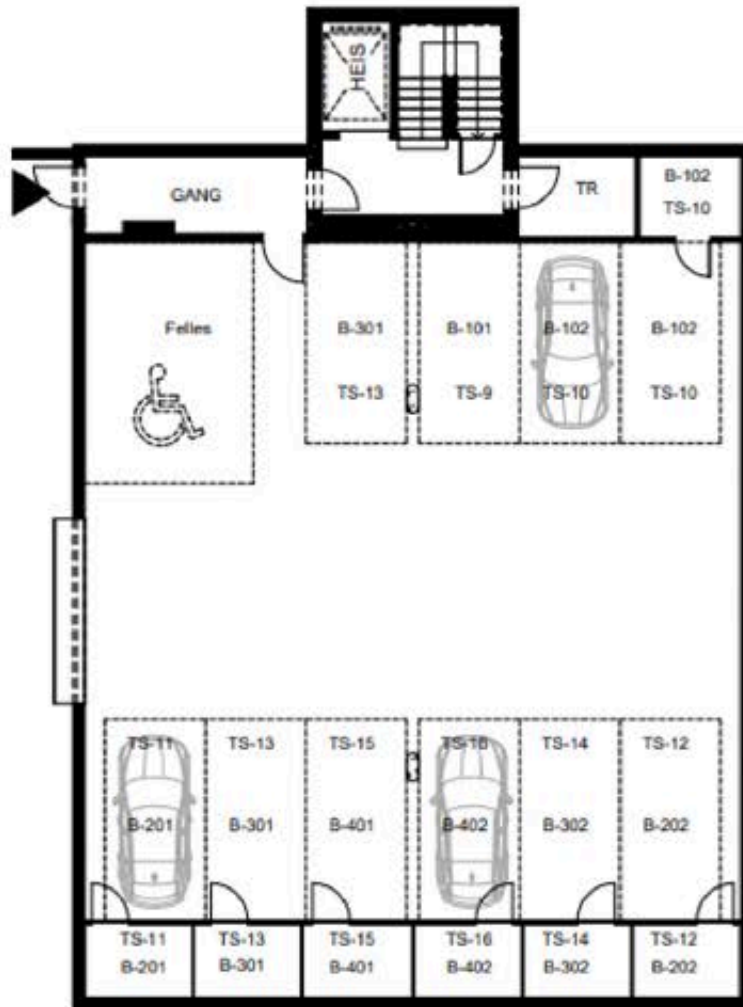 HEIS
GANG
TR
B-102
TS-10
Felles
B-301
B-101
B-102
B-102
TS-13
TS-9
TS-10
TS-10
TS-11
TS-13
TS-15
TS-16
TS-14
TS-12
B-201
B-301
B-401
B-402
B-302
B-202
TS-11
TS-13
TS-15
TS-16
TS-14
TS-12
B-201
B-301
B-401
B-402
B-302
B-202